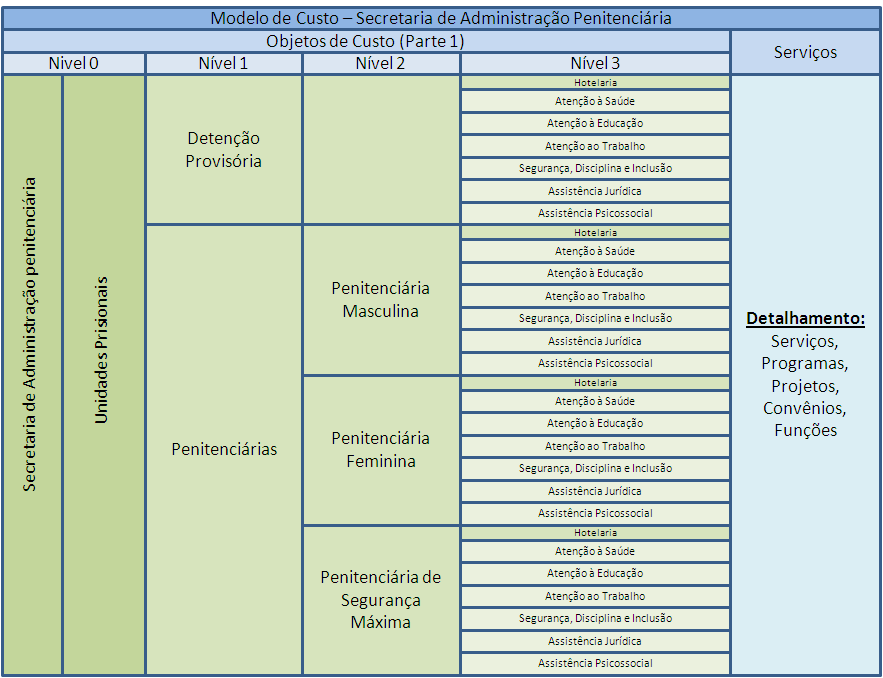 Modelo de Custo – Secretaria de Administração Penitenciária
Objetos de Custo (Parte 1)
Serviços
Nivel 0
Nível 1
Nível 2
Nível 3
Secretaria de Administração penitenciária
Unidades Prisionais
Detenção
Provisória
Hotelaria
Atenção à Saúde
Atenção à Educação
Atenção ao Trabalho
Segurança, Disciplina e Inclusão
Assistência Jurídica
Assistência Psicossocial
Penitenciárias
Penitenciária
Masculina
Hotelaria
Atenção à Saúde
Atenção à Educação
Atenção ao Trabalho
Segurança, Disciplina e Inclusão
Assistência Jurídica
Assistência Psicossocial
Penitenciária
Feminina
Hotelaria
Atenção à Saúde
Atenção à Educação
Atenção ao Trabalho
Segurança, Disciplina e Inclusão
Assistência Jurídica
Assistência Psicossocial
Penitenciária de
Segurança
Máxima
Hotelaria
Atenção à Saúde
Atenção à Educação
Atenção ao Trabalho
Segurança, Disciplina e Inclusão
Assistência Jurídica
Assistência Psicossocial
Detalhamento:
Serviços,
Programas,
Projetos,
Convênios,
Funções